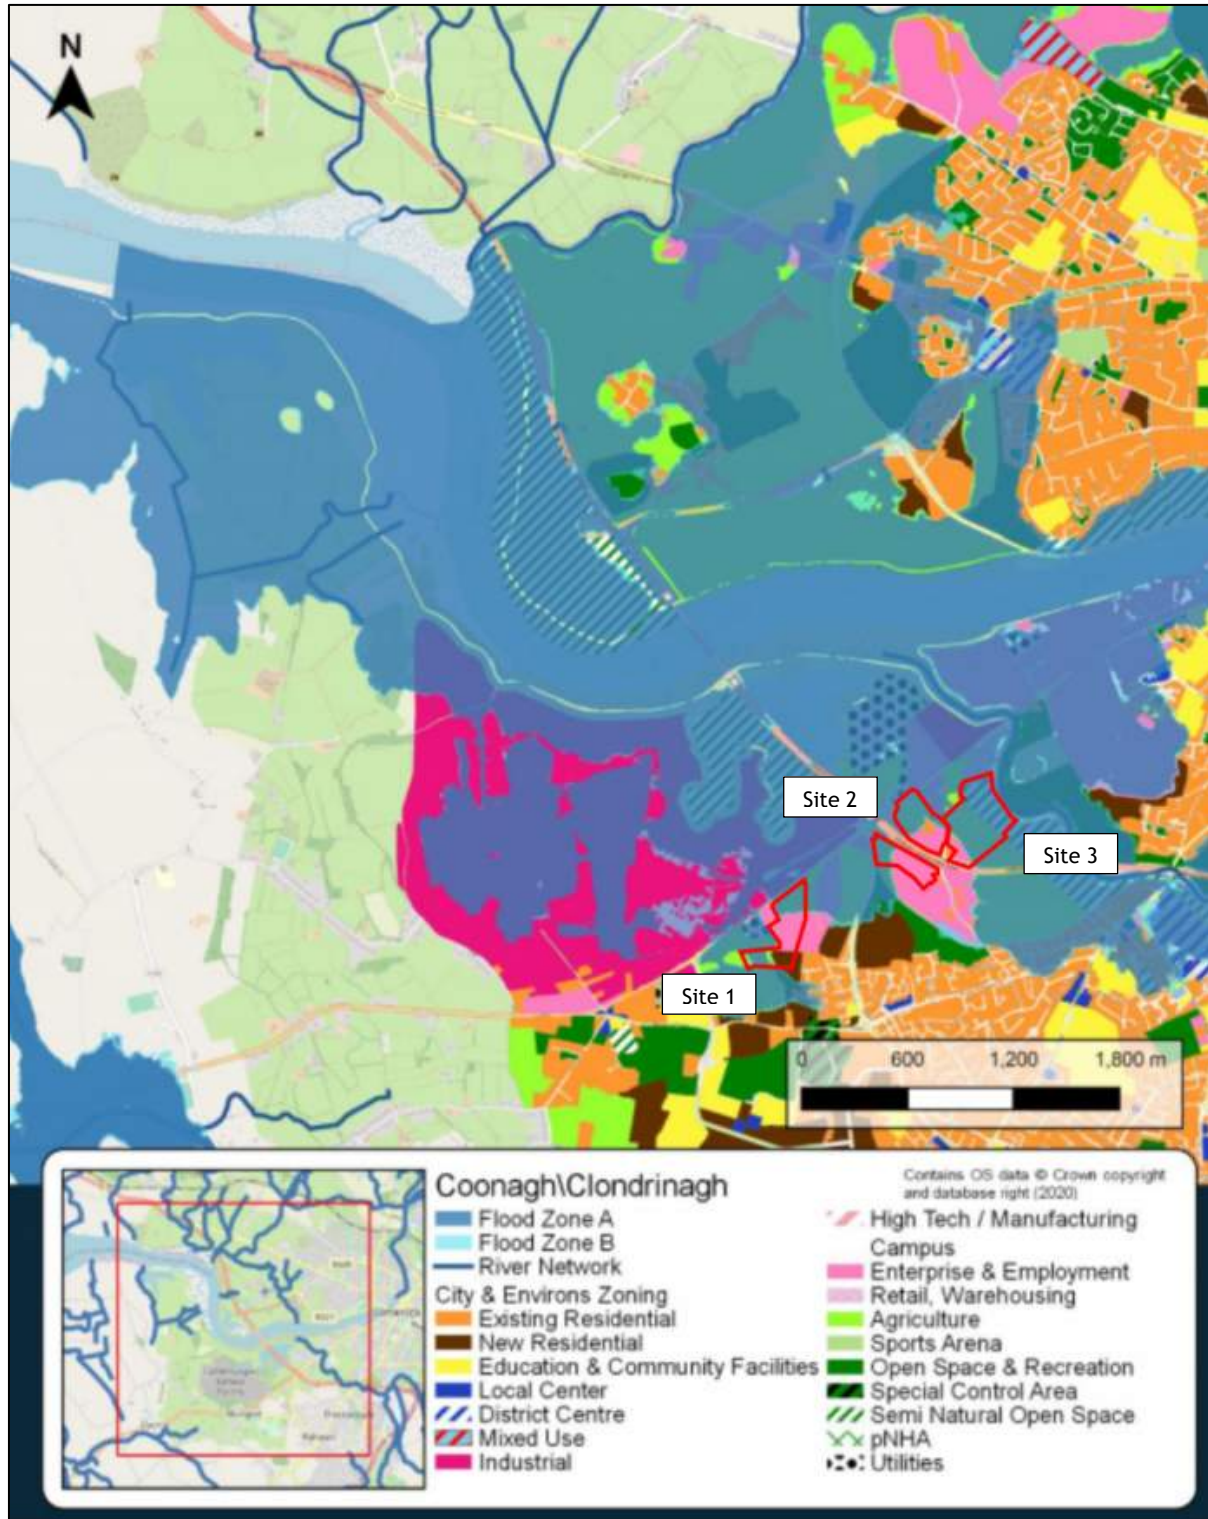 N
Site 2
Site 3
Site 1
0 600 1,200 1,800 m
Coonagh\Clondrinagh
Contains OS data © Crown copyright
and database right (2020)
Flood Zone A
Flood Zone B
River Network
City & Environs Zoning
Existing Residential
New Residential
Education & Community Facilities
Local Center
District Centre
Mixed Use
Industrial
High Tech / Manufacturing
Campus
Enterprise & Employment
Retail, Warehousing
Agriculture
Sports Arena
Open Space & Recreation
Special Control Area
Semi Natural Open Space
pNHA
Utilities